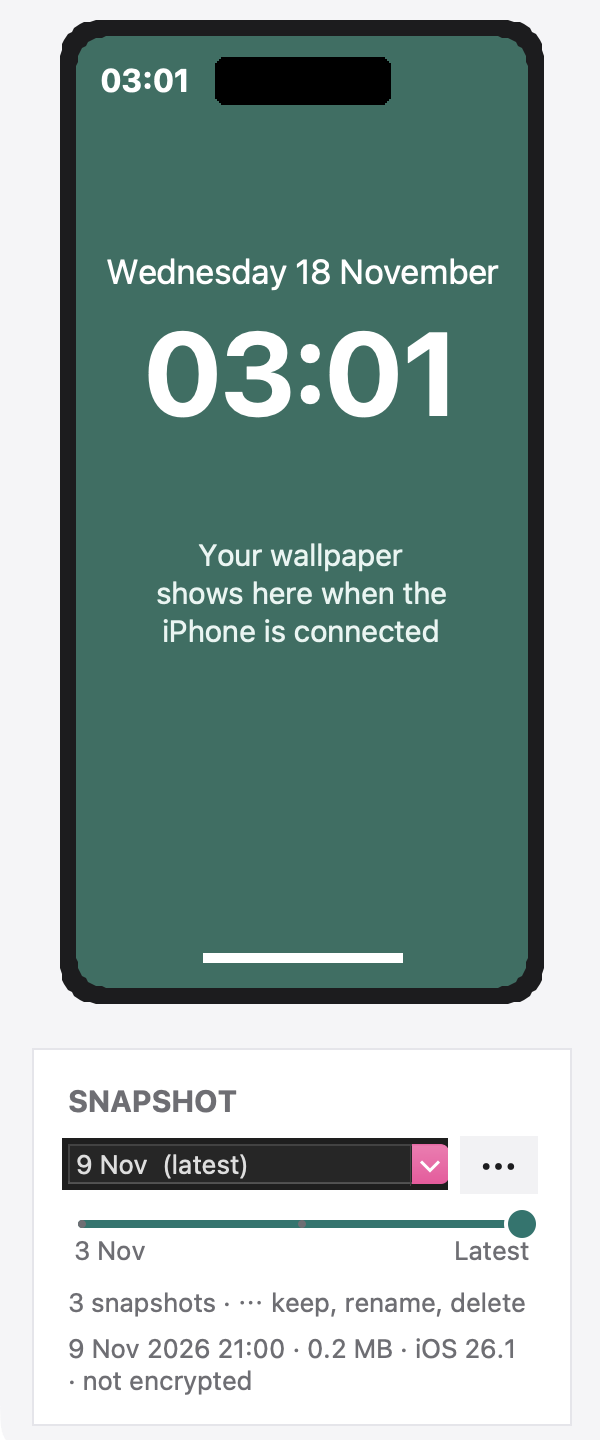 03:01
Wednesday 18 November
03:01
Your wallpaper
shows here when the
iPhone is connected
SNAPSHOT
9 Nov  (latest)
•••
3 Nov
Latest
3 snapshots · ··· keep, rename, delete
9 Nov 2026 21:00 · 0.2 MB · iOS 26.1
· not encrypted